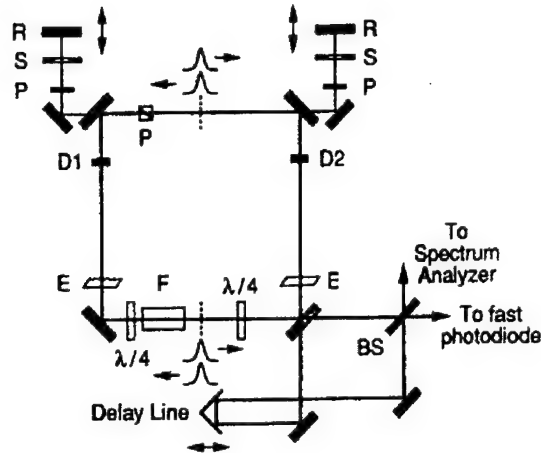 R
S
P
R
S
P
P
D1
D2
E
F
λ/4
E
λ/4
To
Spectrum
Analyzer
To fast
photodiode
BS
Delay Line